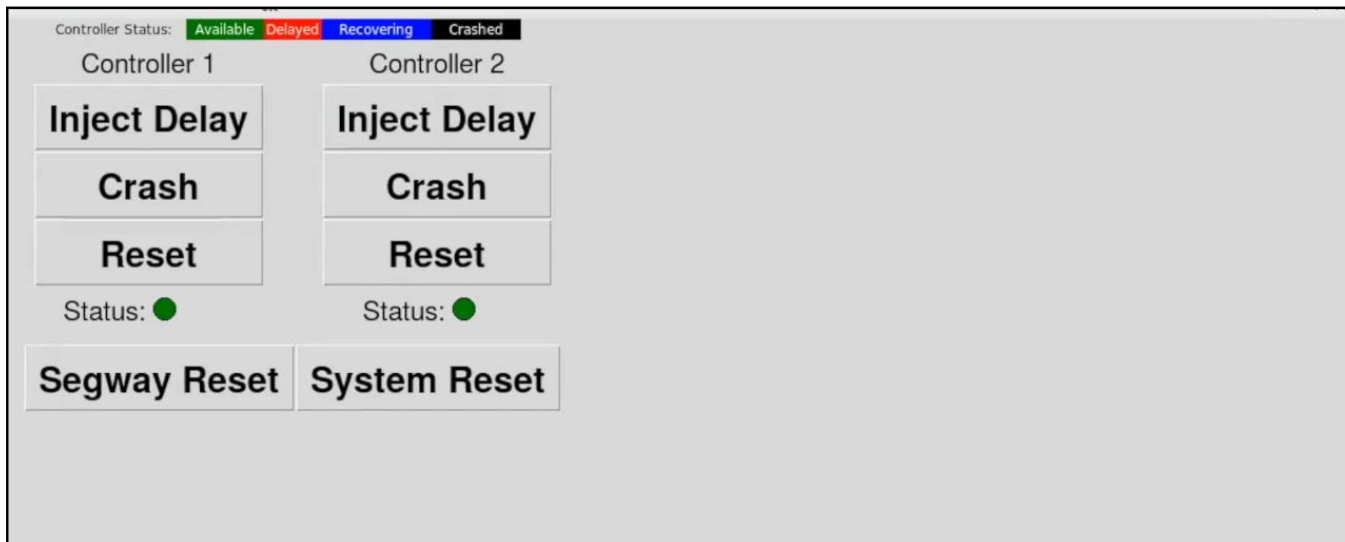 Controller Status: Available Delayed Recovering Crashed
Controller 1 Controller 2
Inject Delay Inject Delay
Crash Crash
Reset Reset
Status: Status:
Segway Reset System Reset